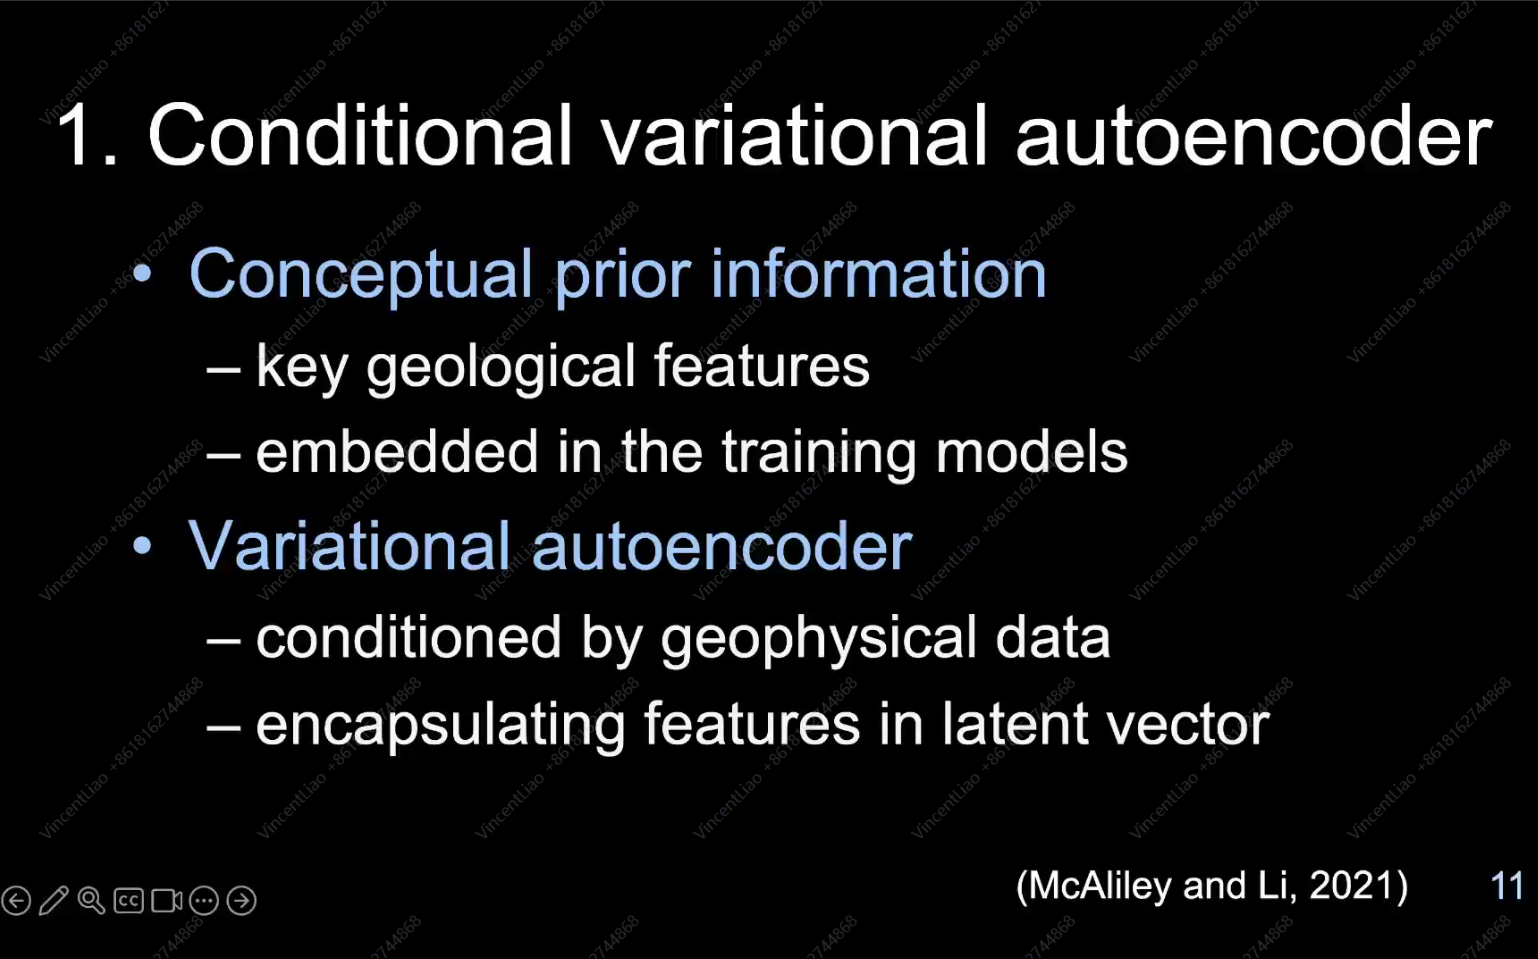 1. Conditional variational autoencoder
• Conceptual prior information
– key geological features
– embedded in the training models
• Variational autoencoder
– conditioned by geophysical data
– encapsulating features in latent vector
(McAliley and Li, 2021)
11
CC
VincentLiao +8618162744868